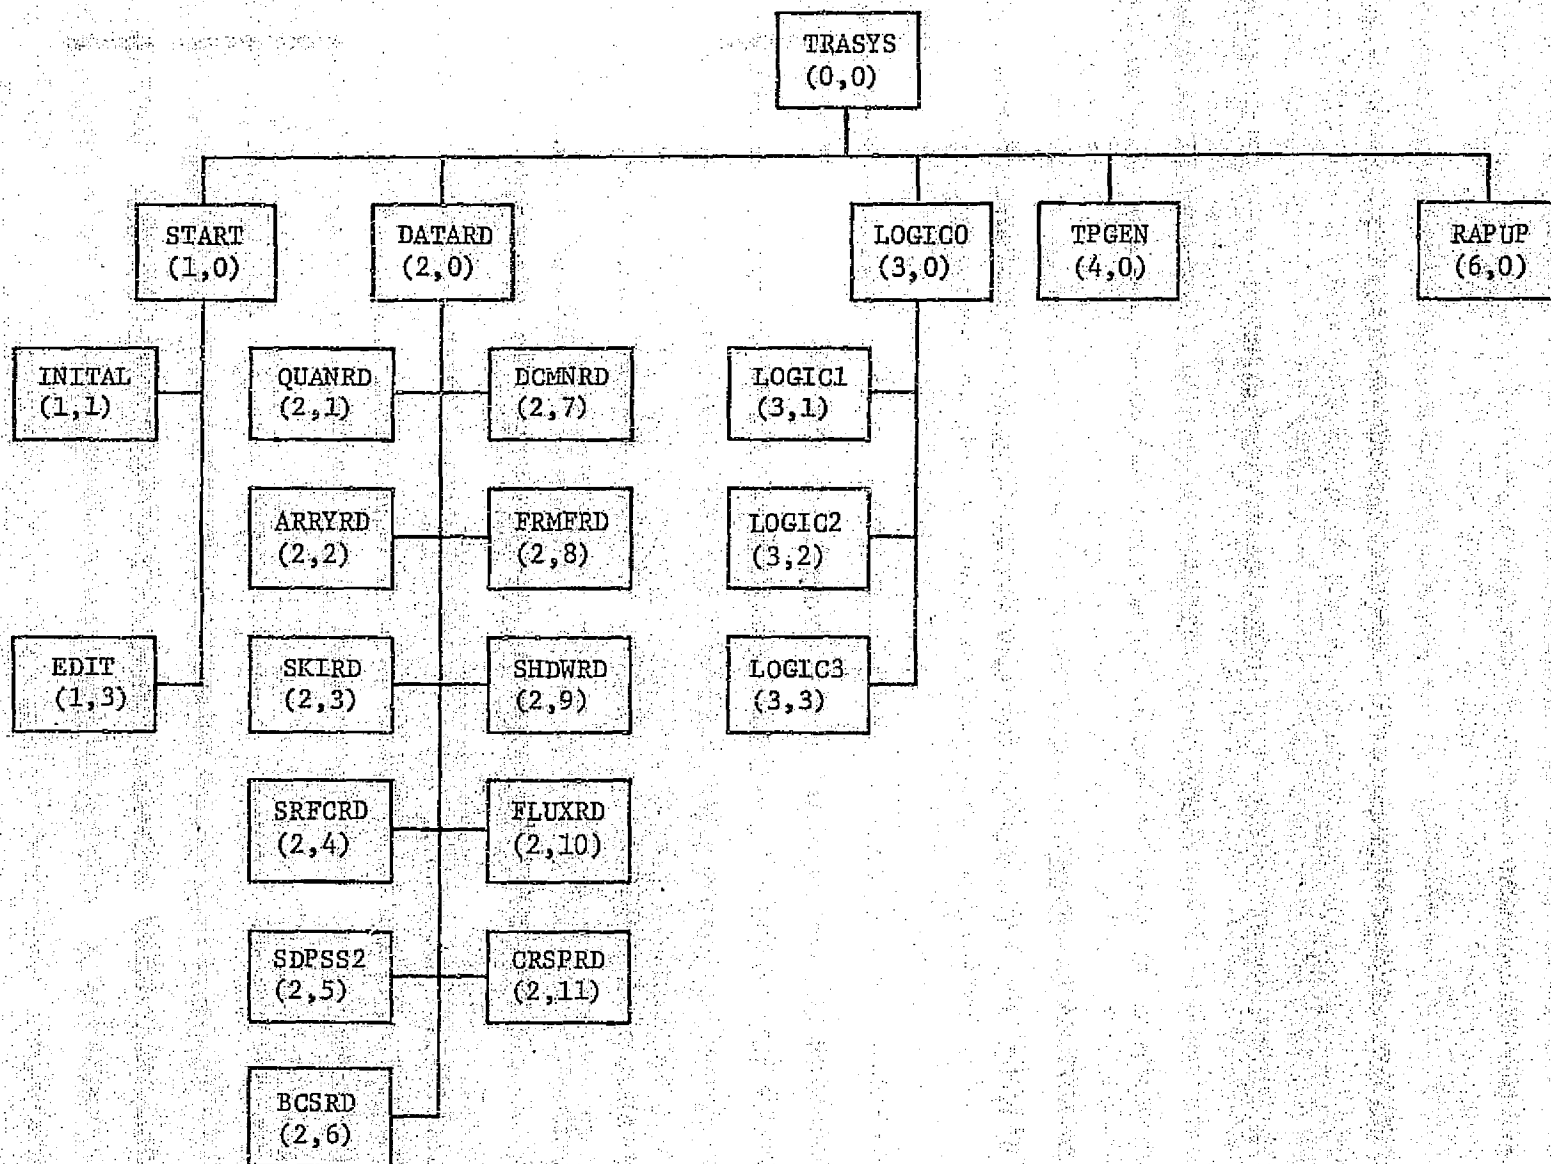 TRASYS
(0,0)
START
(1,0)
DATARD
(2,0)
LOGICO
(3,0)
TPGEN
(4,0)
RAPUP
(6,0)
INITAL
(1,1)
EDIT
(1,3)
QUANRD
(2,1)
DCMNRD
(2,7)
ARRYRD
(2,2)
FRMFRD
(2,8)
SKIRD
(2,3)
SHDWRD
(2,9)
SRFCRD
(2,4)
FLUXRD
(2,10)
SDPSS2
(2,5)
CRSPRD
(2,11)
BCSRD
(2,6)
LOGIC1
(3,1)
LOGIC2
(3,2)
LOGIC3
(3,3)